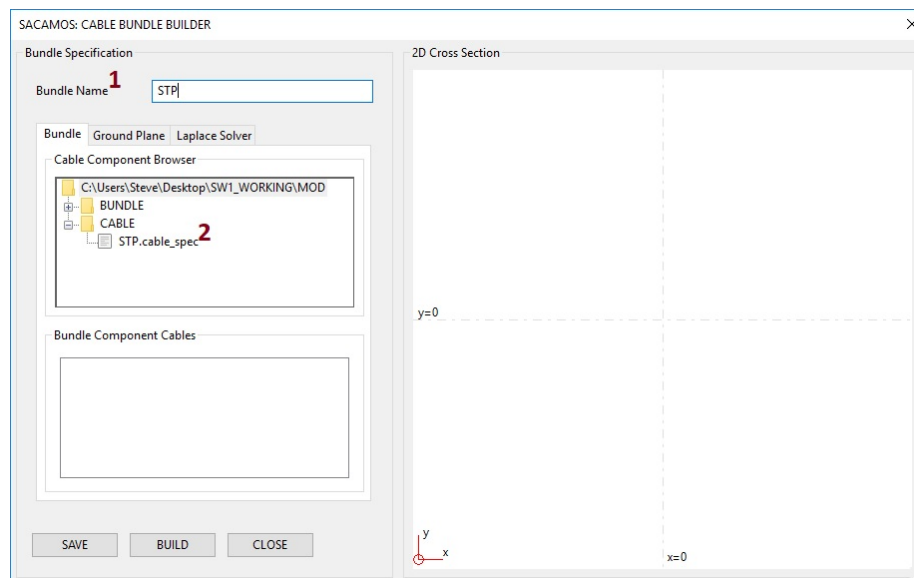 SACAMOS: CABLE BUNDLE BUILDER
Bundle Specification
Bundle Name 1 STP
Bundle Ground Plane Laplace Solver
Cable Component Browser
C:\Users\Steve\Desktop\SW1_WORKING\MOD
BUNDLE
CABLE
STP.cable_spec 2
Bundle Component Cables
SAVE BUILD CLOSE
2D Cross Section
y=0
y
x
x=0